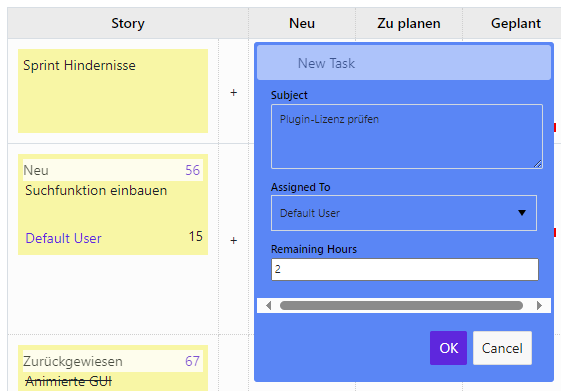 Story Neu Zu planen Geplant
Sprint Hindernisse
+
Neu 56
Suchfunktion einbauen
Default User 15
+
Zurückgewiesen 67
Animierte GUI
New Task
Subject
Plugin-Lizenz prüfen
Assigned To
Default User
Remaining Hours
2
OK Cancel